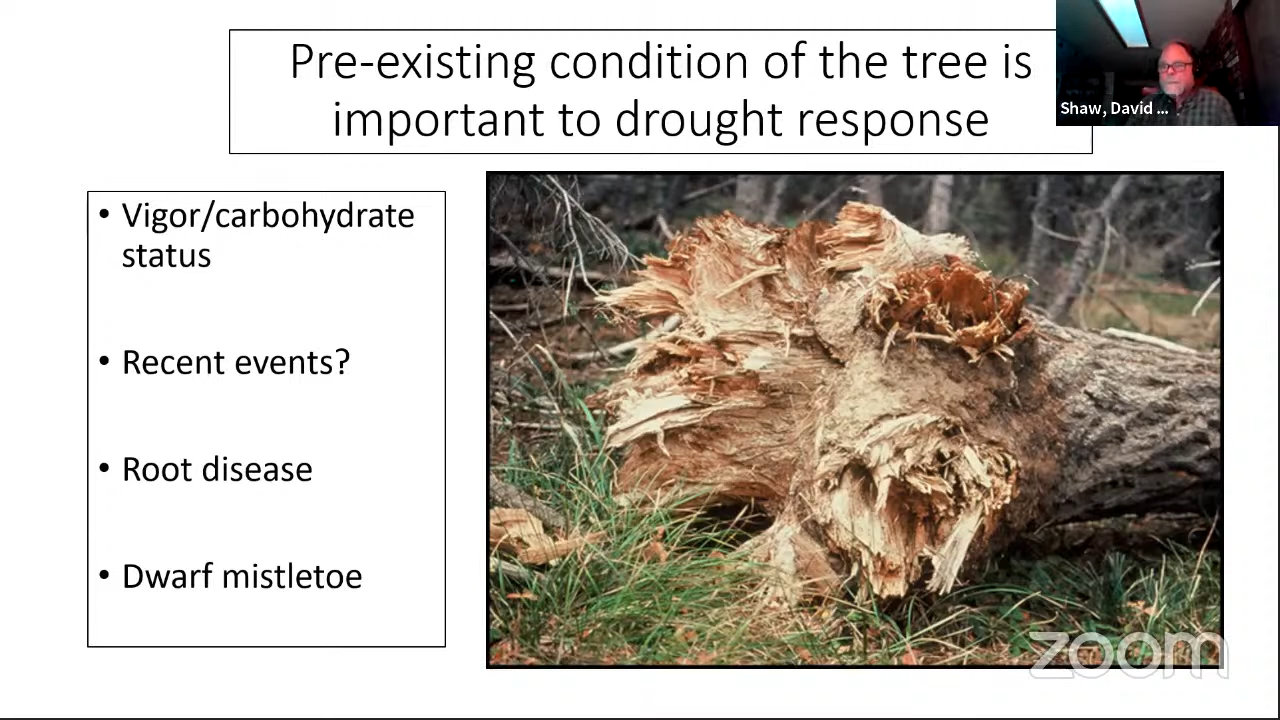 Pre-existing condition of the tree is
important to drought response
Shaw, David ...
• Vigor/carbohydrate
status
• Recent events?
• Root disease
• Dwarf mistletoe
zoom